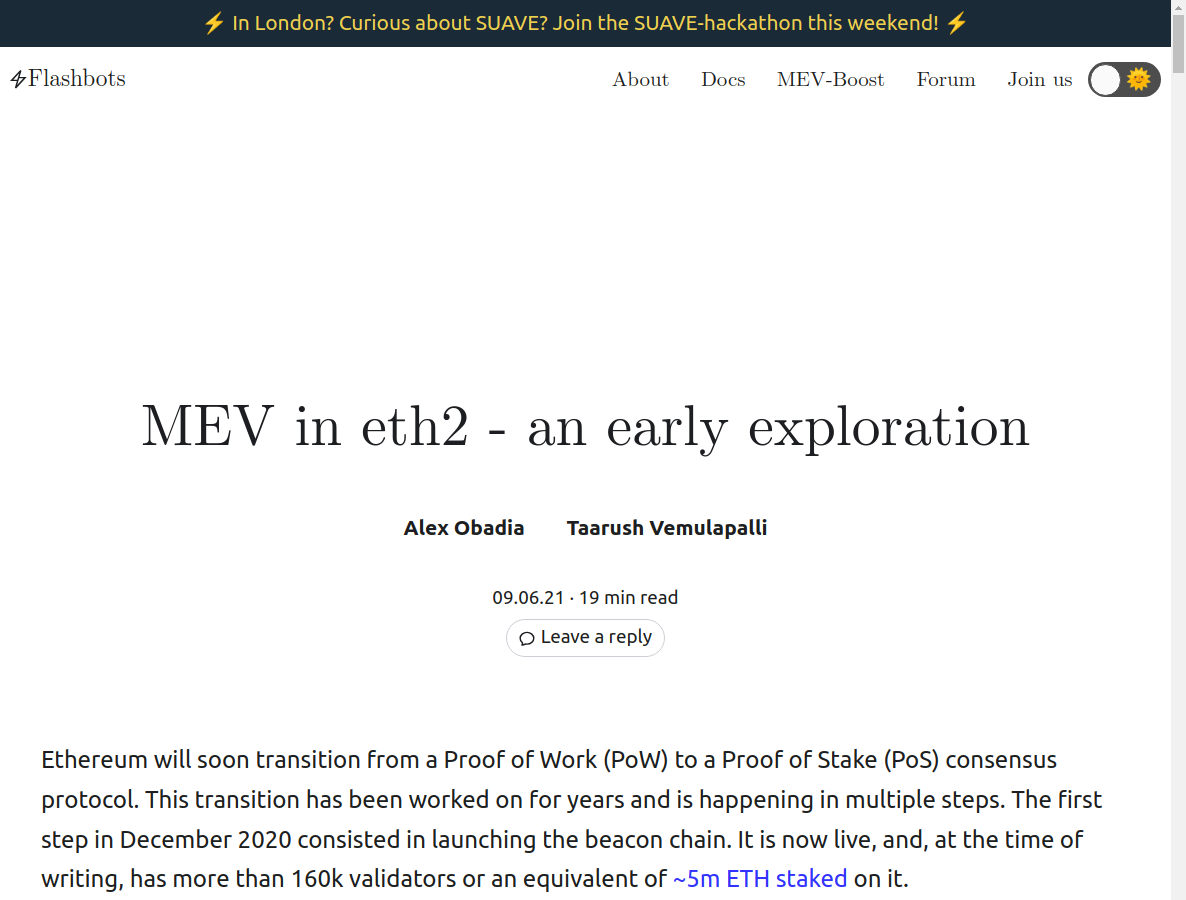 ⚡ In London? Curious about SUAVE? Join the SUAVE-hackathon this weekend! ⚡
Flashbots
About Docs MEV-Boost Forum Join us
MEV in eth2 - an early exploration
Alex Obadia Taarush Vemulapalli
09.06.21 · 19 min read
Leave a reply
Ethereum will soon transition from a Proof of Work (PoW) to a Proof of Stake (PoS) consensus
protocol. This transition has been worked on for years and is happening in multiple steps. The first
step in December 2020 consisted in launching the beacon chain. It is now live, and, at the time of
writing, has more than 160k validators or an equivalent of ~5m ETH staked on it.